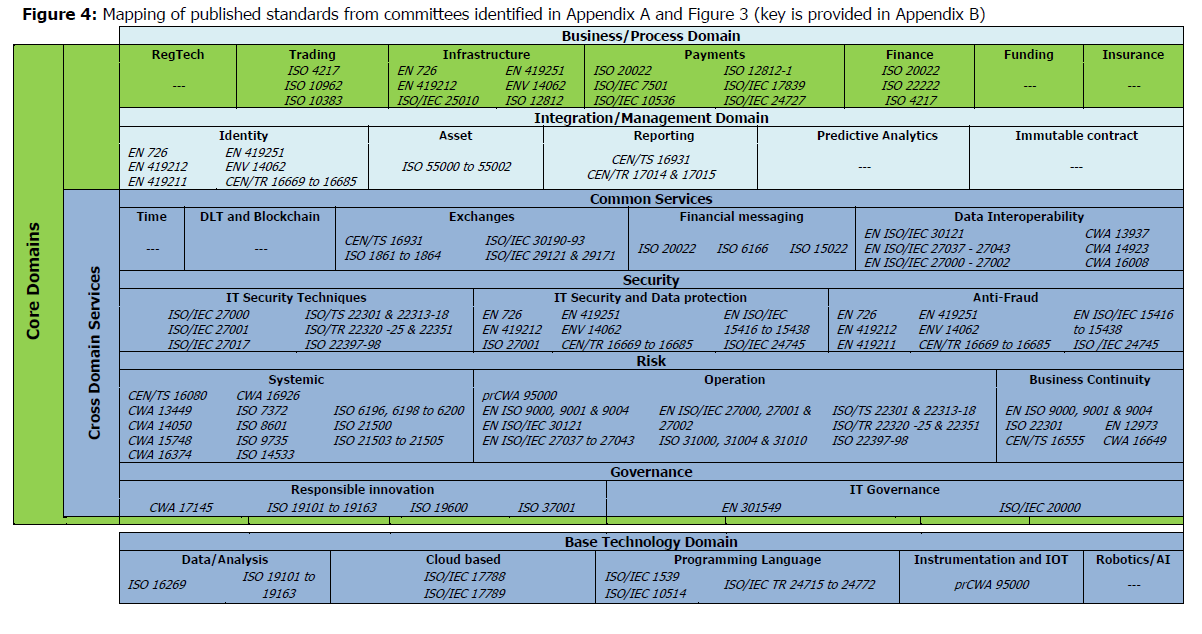 Figure 4: Mapping of published standards from committees identified in Appendix A and Figure 3 (key is provided in Appendix B)
Core Domains
Cross Domain Services
Business/Process Domain
RegTech
---
Trading
ISO 4217
ISO 10962
ISO 10383
Infrastructure
EN 726 EN 419251
EN 419212 ENV 14062
ISO/IEC 25010 ISO 12812
Payments
ISO 20022 ISO 12812-1
ISO/IEC 7501 ISO/IEC 17839
ISO/IEC 10536 ISO/IEC 24727
Finance
ISO 20022
ISO 22222
ISO 4217
Funding
---
Insurance
---
Integration/Management Domain
Identity
EN 726 EN 419251
EN 419212 ENV 14062
EN 419211 CEN/TR 16669 to 16685
Asset
ISO 55000 to 55002
Reporting
CEN/TS 16931
CEN/TR 17014 & 17015
Predictive Analytics
---
Immutable contract
---
Common Services
Time
---
DLT and Blockchain
---
Exchanges
CEN/TS 16931 ISO/IEC 30190-93
ISO 1861 to 1864 ISO/IEC 29121 & 29171
Financial messaging
ISO 20022 ISO 6166 ISO 15022
Data Interoperability
EN ISO/IEC 30121 CWA 13937
EN ISO/IEC 27037 - 27043 CWA 14923
EN ISO/IEC 27000 - 27002 CWA 16008
Security
IT Security Techniques
ISO/IEC 27000 ISO/TS 22301 & 22313-18
ISO/IEC 27001 ISO/TR 22320 -25 & 22351
ISO/IEC 27017 ISO 22397-98
IT Security and Data protection
EN 726 EN 419251 EN ISO/IEC
EN 419212 ENV 14062 15416 to 15438
ISO 27001 CEN/TR 16669 to 16685 ISO/IEC 24745
Anti-Fraud
EN 726 EN 419251 EN ISO/IEC 15416
EN 419212 ENV 14062 to 15438
EN 419211 CEN/TR 16669 to 16685 ISO /IEC 24745
Risk
Systemic
CEN/TS 16080 CWA 16926
CWA 13449 ISO 7372 ISO 6196, 6198 to 6200
CWA 14050 ISO 8601 ISO 21500
CWA 15748 ISO 9735 ISO 21503 to 21505
CWA 16374 ISO 14533
Operation
prCWA 95000
EN ISO 9000, 9001 & 9004 EN ISO/IEC 27000, 27001 & ISO/TS 22301 & 22313-18
EN ISO/IEC 30121 27002 ISO/TR 22320 -25 & 22351
EN ISO/IEC 27037 to 27043 ISO 31000, 31004 & 31010 ISO 22397-98
Business Continuity
EN ISO 9000, 9001 & 9004
ISO 22301 EN 12973
CEN/TS 16555 CWA 16649
Governance
Responsible innovation
CWA 17145 ISO 19101 to 19163 ISO 19600 ISO 37001
IT Governance
EN 301549 ISO/IEC 20000
Base Technology Domain
Data/Analysis
ISO 16269 ISO 19101 to
19163
Cloud based
ISO/IEC 17788
ISO/IEC 17789
Programming Language
ISO/IEC 1539 ISO/IEC TR 24715 to 24772
ISO/IEC 10514
Instrumentation and IOT
prCWA 95000
Robotics/AI
---